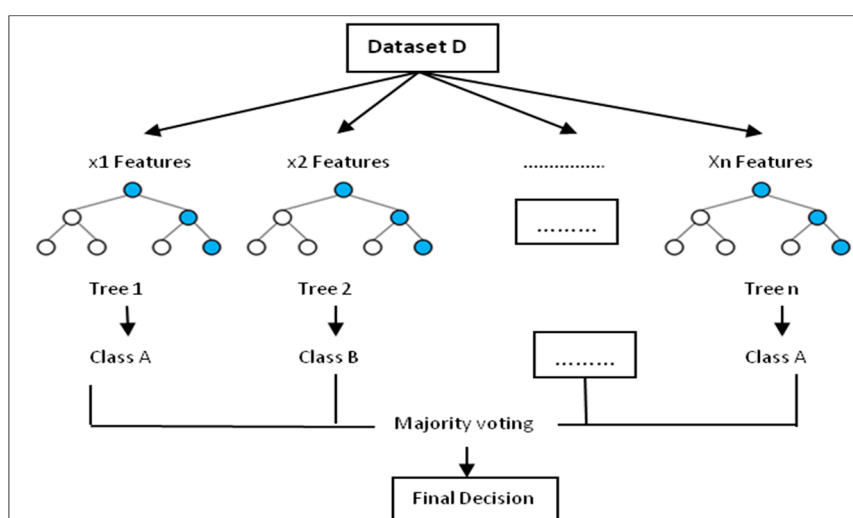 Dataset D
x1 Features x2 Features ................ Xn Features
.........
Tree 1 Tree 2 Tree n
Class A Class B ......... Class A
Majority voting
Final Decision